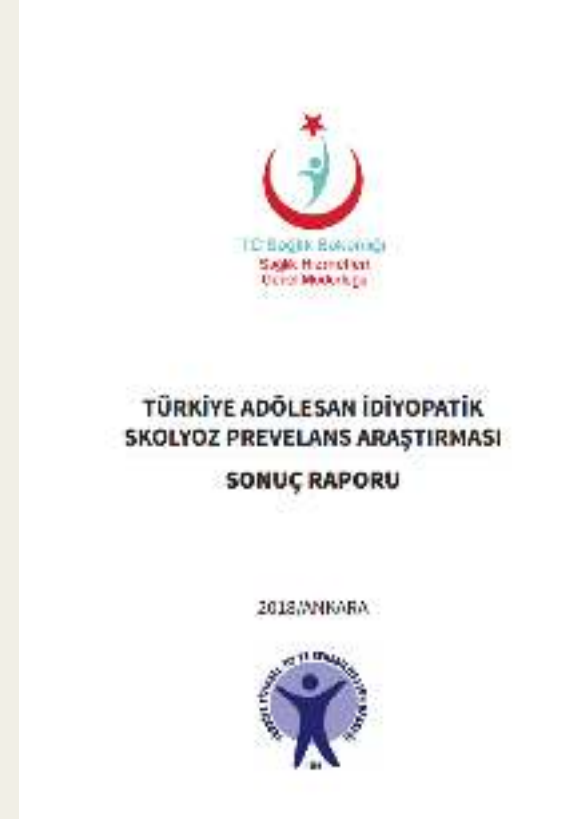 T.C. Sağlık Bakanlığı
Sağlık Hizmetleri
Genel Müdürlüğü
TÜRKİYE ADÖLESAN İDİYOPATİK
SKOLYOZ PREVELANS ARAŞTIRMASI
SONUÇ RAPORU
2018/ANKARA